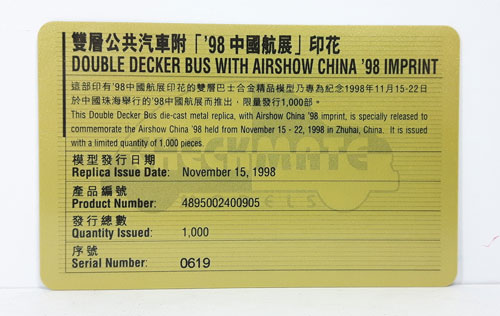 雙層公共汽車附「'98 中國航展」印花
DOUBLE DECKER BUS WITH AIRSHOW CHINA '98 IMPRINT
這部印有'98中國航展印花的雙層巴士合金精品模型乃專為紀念1998年11月15-22日
於中國珠海舉行的'98中國航展而推出，限量發行1,000部。
This Double Decker Bus die-cast metal replica, with Airshow China '98 imprint, is specially released to
commemorate the Airshow China '98 held from November 15 - 22, 1998 in Zhuhai, China. It is issued
with a limited quantity of 1,000 pieces.
CHECKMATE
模型發行日期
Replica Issue Date: November 15, 1998
產品編號
Product Number: 4895002400905
發行總數
Quantity Issued: 1,000
序號
Serial Number: 0619